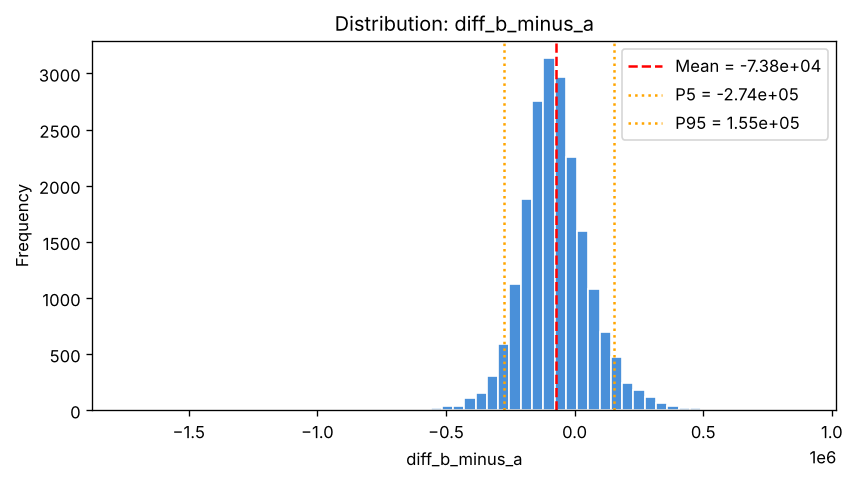 Distribution: diff_b_minus_a
Mean = -7.38e+04
P5 = -2.74e+05
P95 = 1.55e+05
Frequency
3000
2500
2000
1500
1000
500
0
−1.5
−1.0
−0.5
0.0
0.5
1.0
1e6
diff_b_minus_a